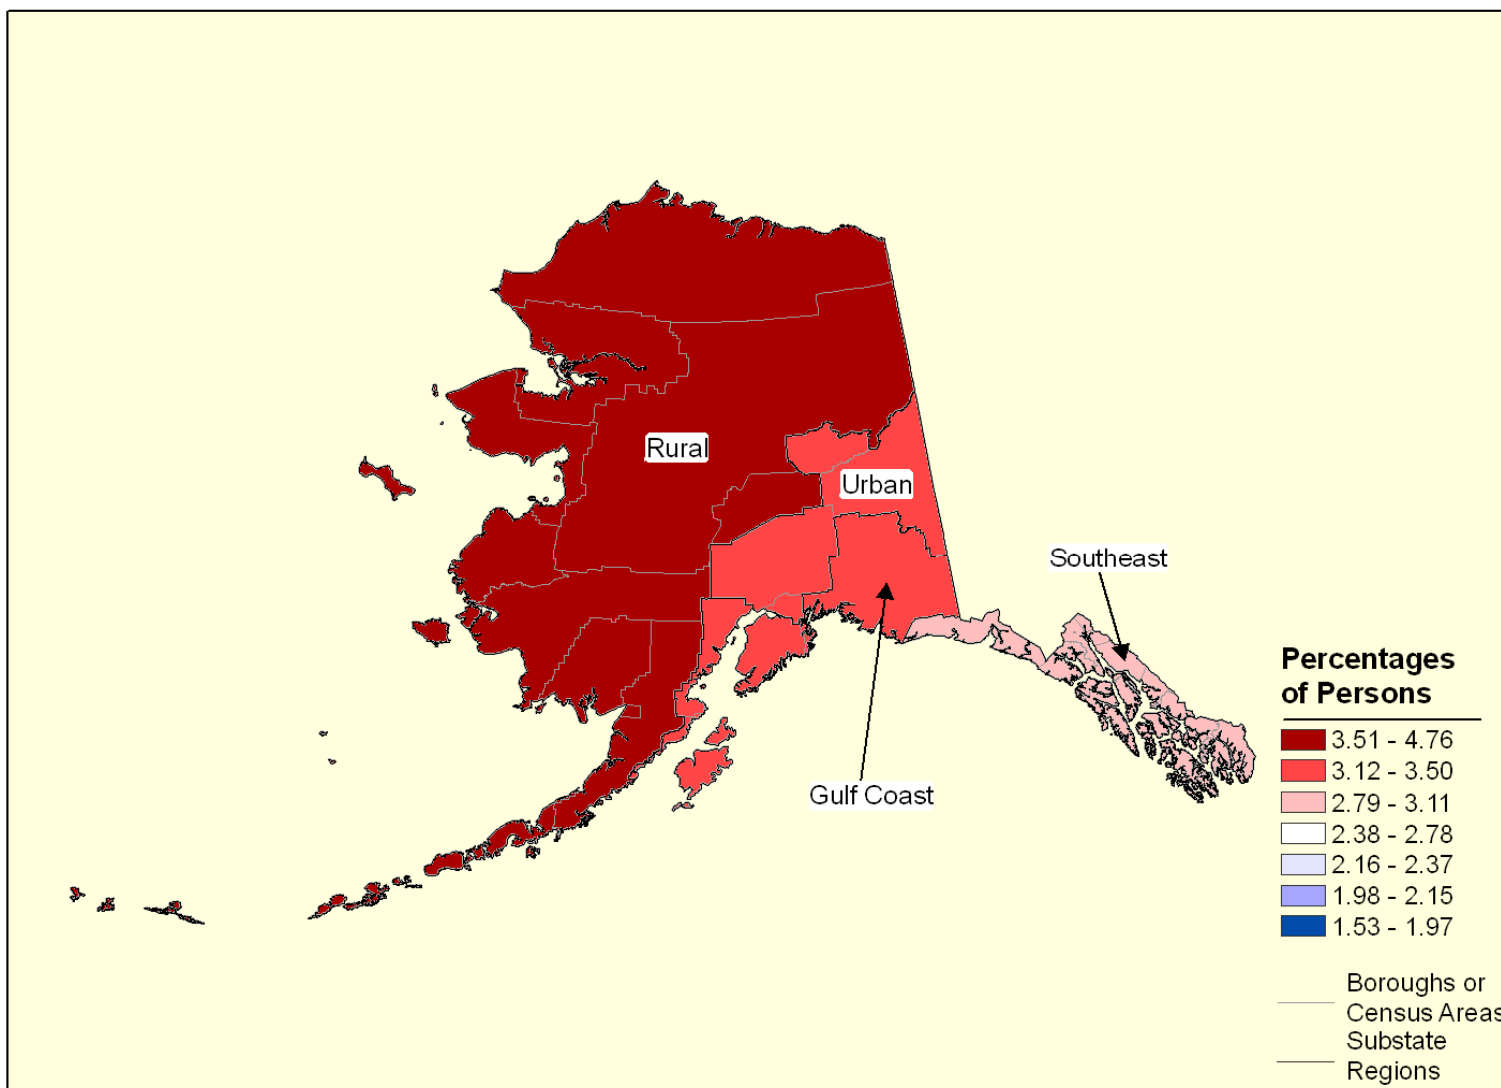 Rural
Urban
Southeast
Gulf Coast
Percentages
of Persons
3.51 - 4.76
3.12 - 3.50
2.79 - 3.11
2.38 - 2.78
2.16 - 2.37
1.98 - 2.15
1.53 - 1.97
Boroughs or
Census Areas
Substate
Regions